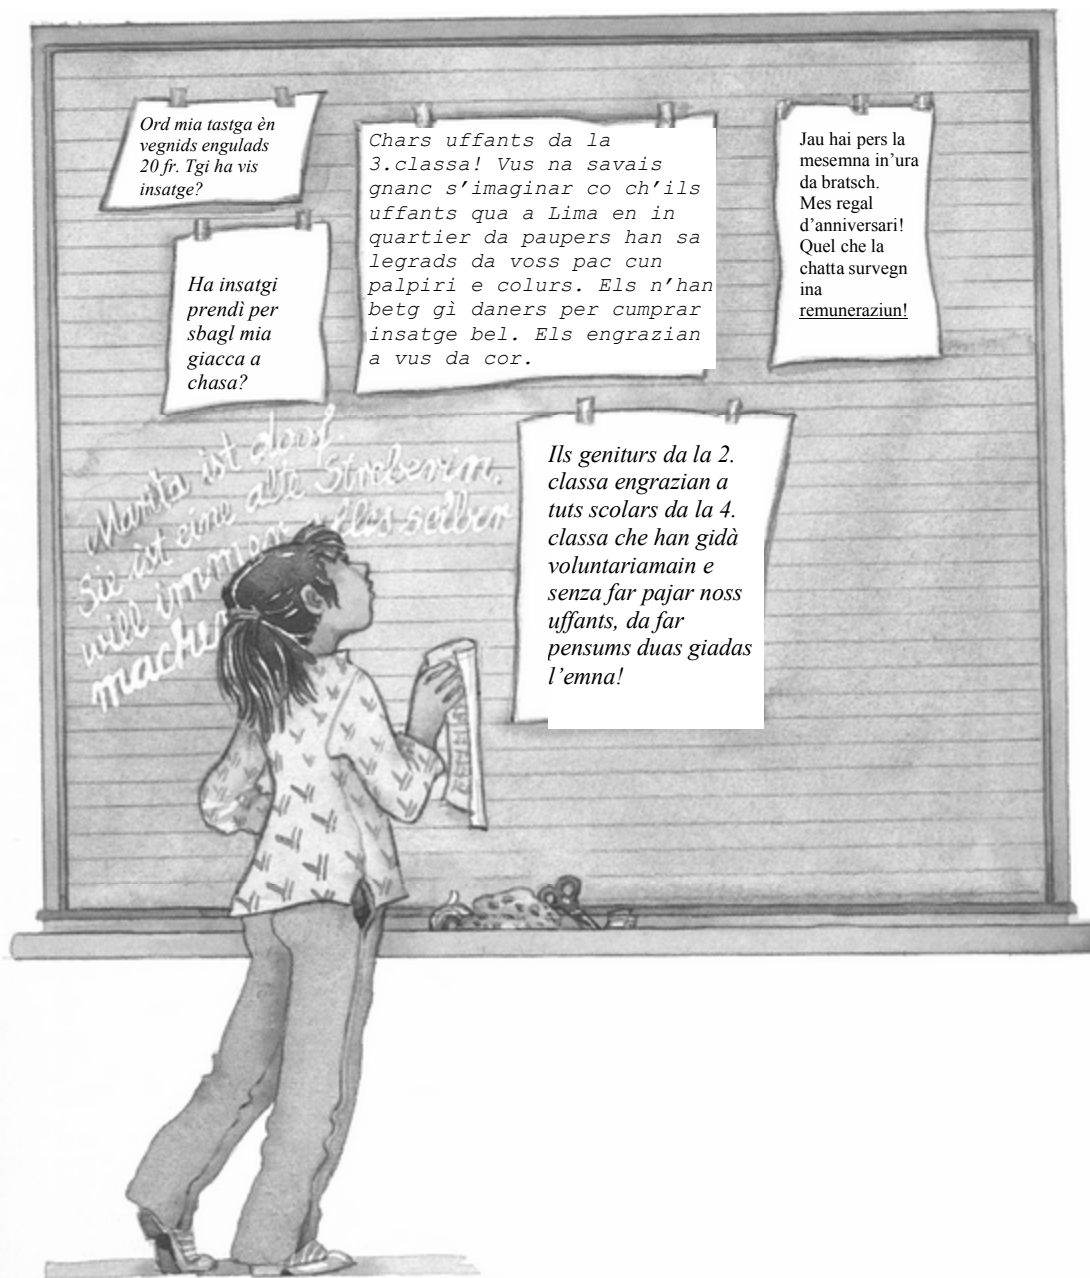 Ord mia tastga èn
vegnids engulads
20 fr. Tgi ha vis
insatge?
Chars uffants da la
3.classa! Vus na savais
gnanc s'imaginar co ch'ils
uffants qua a Lima en in
quartier da paupers han sa
legrads da voss pac cun
palpiri e colurs. Els n'han
betg gì daners per cumprar
insatge bel. Els engrazian
a vus da cor.
Jau hai pers la
mesemna in'ura
da bratsch.
Mes regal
d'anniversari!
Quel che la
chatta survegn
ina
remuneraziun!
Ha insatgi
prendì per
sbagl mia
giacca a
chasa?
Ils geniturs da la 2.
classa engrazian a
tuts scolars da la 4.
classa che han gidà
voluntariamain e
senza far pajar noss
uffants, da far
pensums duas giadas
l'emna!
ist doof.
Sie ist eine alte Streberin,
will immer alles selber
machen